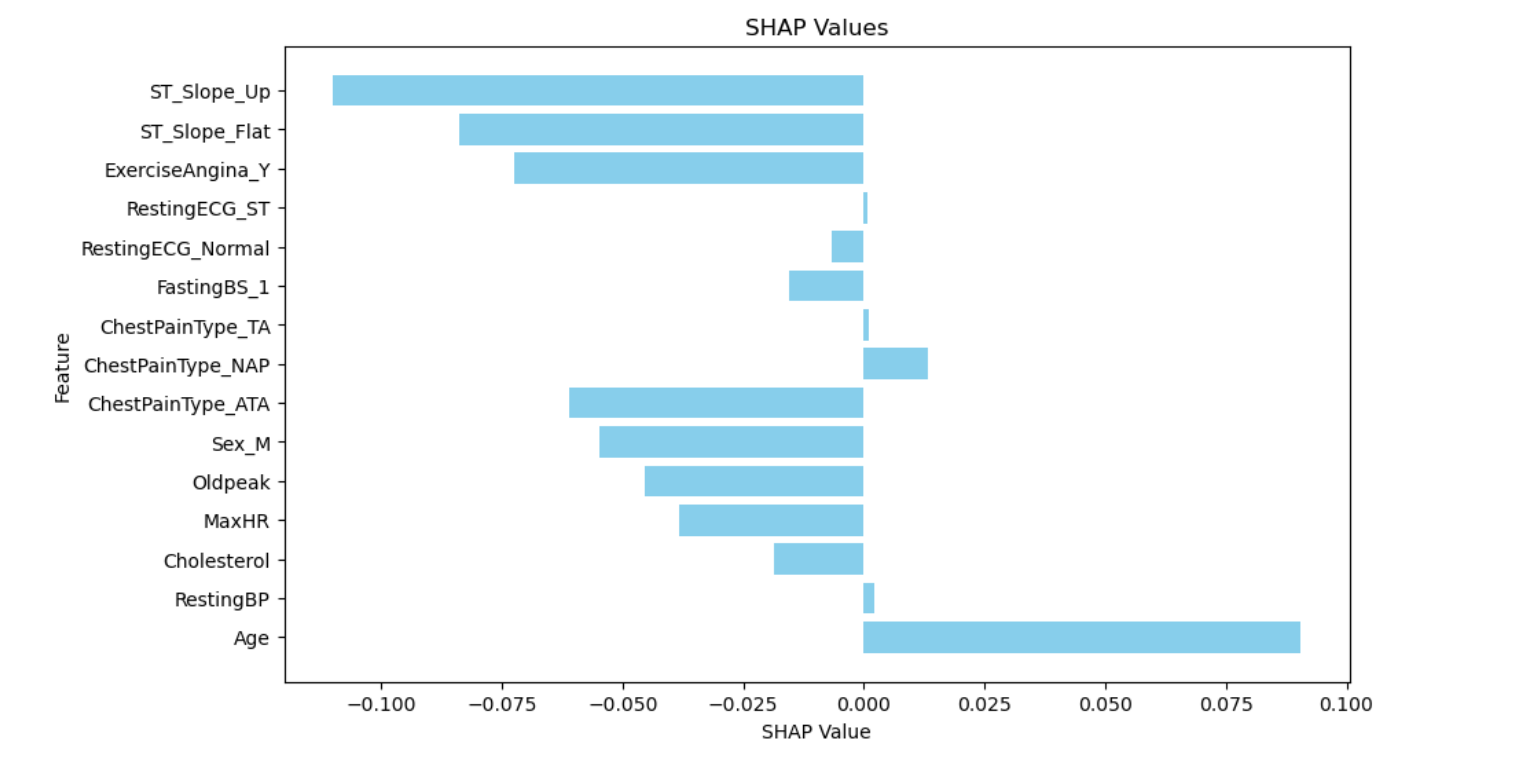 SHAP Values
ST_Slope_Up
ST_Slope_Flat
ExerciseAngina_Y
RestingECG_ST
RestingECG_Normal
FastingBS_1
ChestPainType_TA
ChestPainType_NAP
ChestPainType_ATA
Sex_M
Oldpeak
MaxHR
Cholesterol
RestingBP
Age
Feature
−0.100 −0.075 −0.050 −0.025 0.000 0.025 0.050 0.075 0.100
SHAP Value